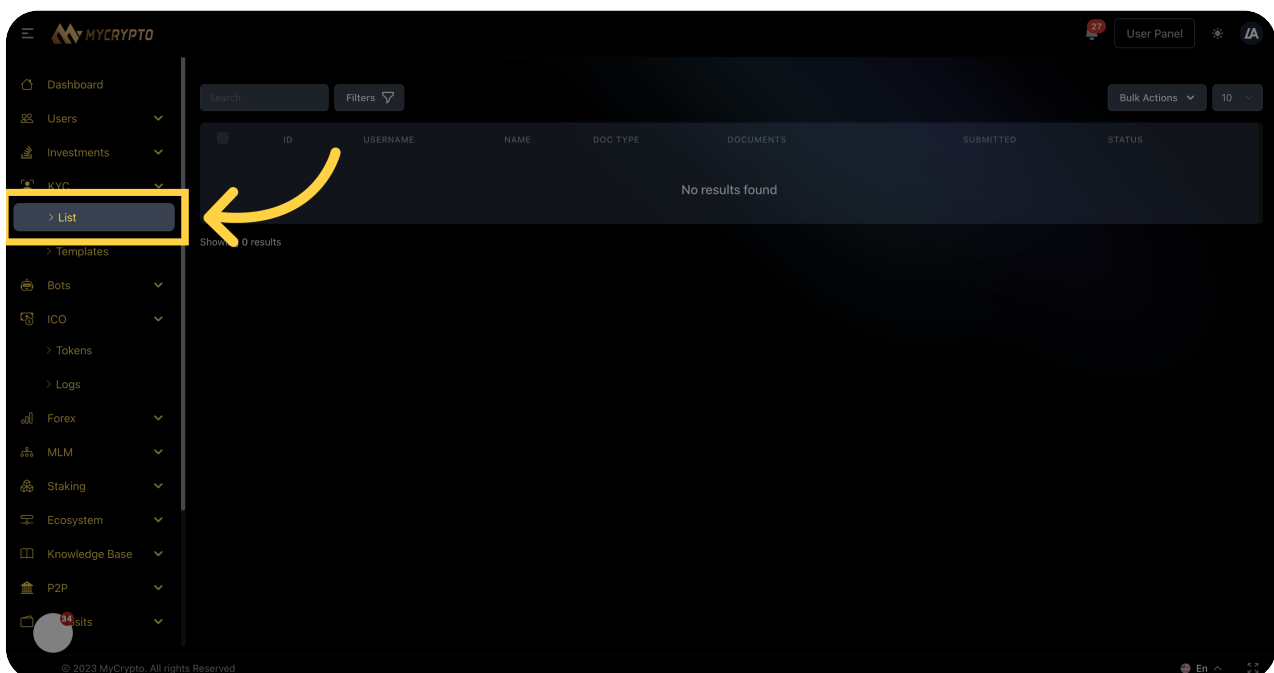 MYCRYPTO
27
User Panel
Dashboard
Users
Investments
KYC
> List
> Templates
Bots
ICO
> Tokens
> Logs
Forex
MLM
Staking
Ecosystem
Knowledge Base
P2P
34
sits
Search
Filters
Bulk Actions
10
ID USERNAME NAME DOC TYPE DOCUMENTS SUBMITTED STATUS
No results found
Showing 0 results
© 2023 MyCrypto. All rights Reserved
En